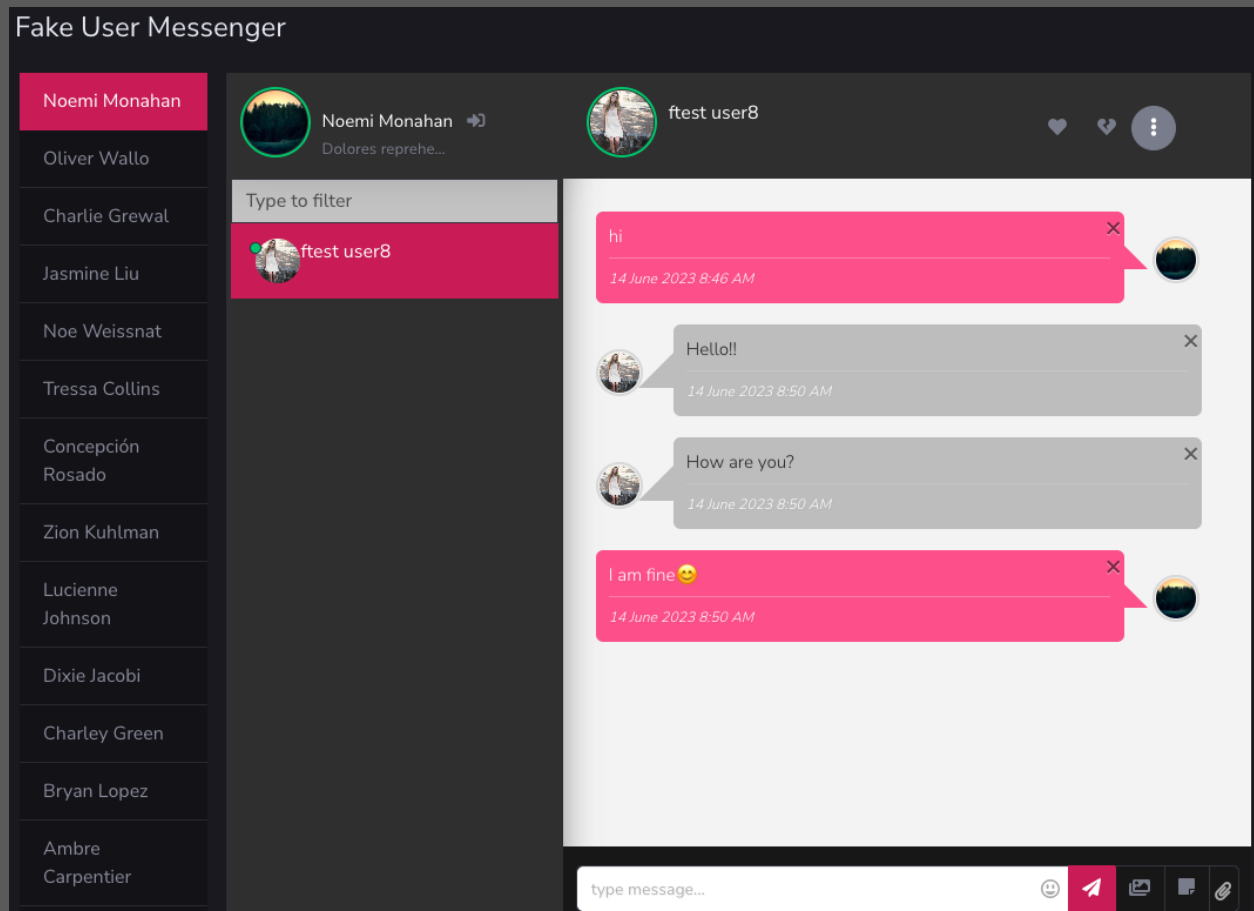 Fake User Messenger
Noemi Monahan
Oliver Wallo
Charlie Grewal
Jasmine Liu
Noe Weissnat
Tressa Collins
Concepción
Rosado
Zion Kuhlman
Lucienne
Johnson
Dixie Jacobi
Charley Green
Bryan Lopez
Ambre
Carpentier
Noemi Monahan
Dolores reprehe...
Type to filter
ftest user8
ftest user8
hi
14 June 2023 8:46 AM
Hello!!
14 June 2023 8:50 AM
How are you?
14 June 2023 8:50 AM
I am fine😊
14 June 2023 8:50 AM
type message...